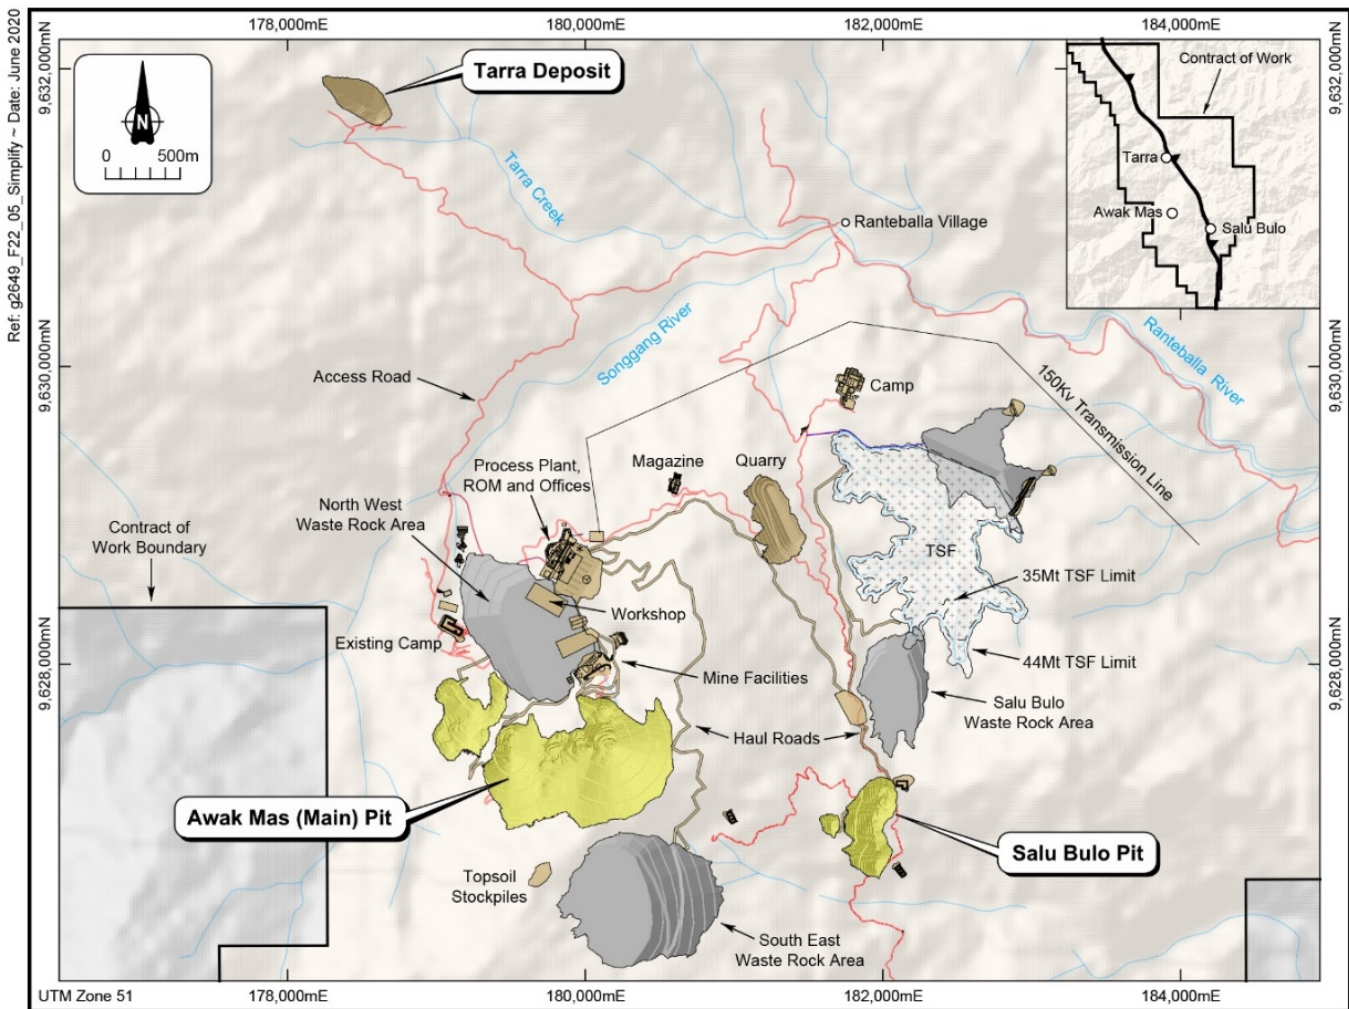 Ref: g2649_F22_05_Simplify ~ Date: June 2020
178,000mE
180,000mE
182,000mE
184,000mE
9,632,000mN
9,632,000mN
N
0 500m
Tarra Deposit
Contract of Work
Tarra
Awak Mas
Salu Bulo
Tarra Creek
Ranteballa Village
Songgang River
Ranteballa River
9,630,000mN
9,630,000mN
Access Road
Camp
150Kv Transmission Line
Process Plant,
ROM and Offices
Magazine
Quarry
North West
Waste Rock Area
Contract of
Work Boundary
TSF
35Mt TSF Limit
Workshop
Existing Camp
44Mt TSF Limit
9,628,000mN
9,628,000mN
Mine Facilities
Salu Bulo
Waste Rock Area
Haul Roads
Awak Mas (Main) Pit
Salu Bulo Pit
Topsoil
Stockpiles
South East
Waste Rock Area
UTM Zone 51
178,000mE
180,000mE
182,000mE
184,000mE